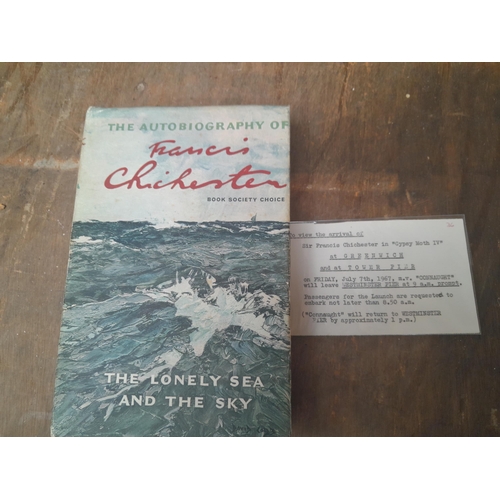 THE AUTOBIOGRAPHY OF
Francis
Chichester
BOOK SOCIETY CHOICE
THE LONELY SEA
AND THE SKY
To view the arrival of
Sir Francis Chichester in "Gypsy Moth IV"
at GREENWICH
and at TOWER PIER
on FRIDAY, July 7th, 1967, m.v. "CONNAUGHT"
will leave WESTMINSTER PIER at 9 a.m. PROMPT.
Passengers for the Launch are requested to
embark not later than 8.50 a.m.
("Connaught" will return to WESTMINSTER
PIER by approximately 1 p.m.)